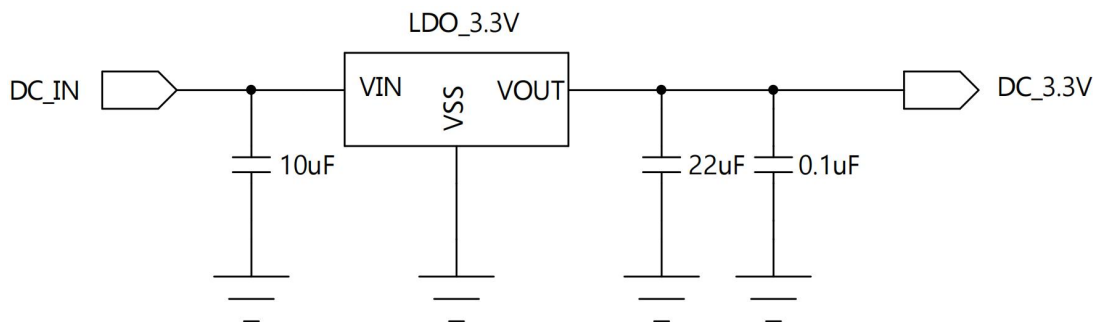 LDO_3.3V
DC_IN
VIN
VSS
VOUT
DC_3.3V
10uF
22uF
0.1uF